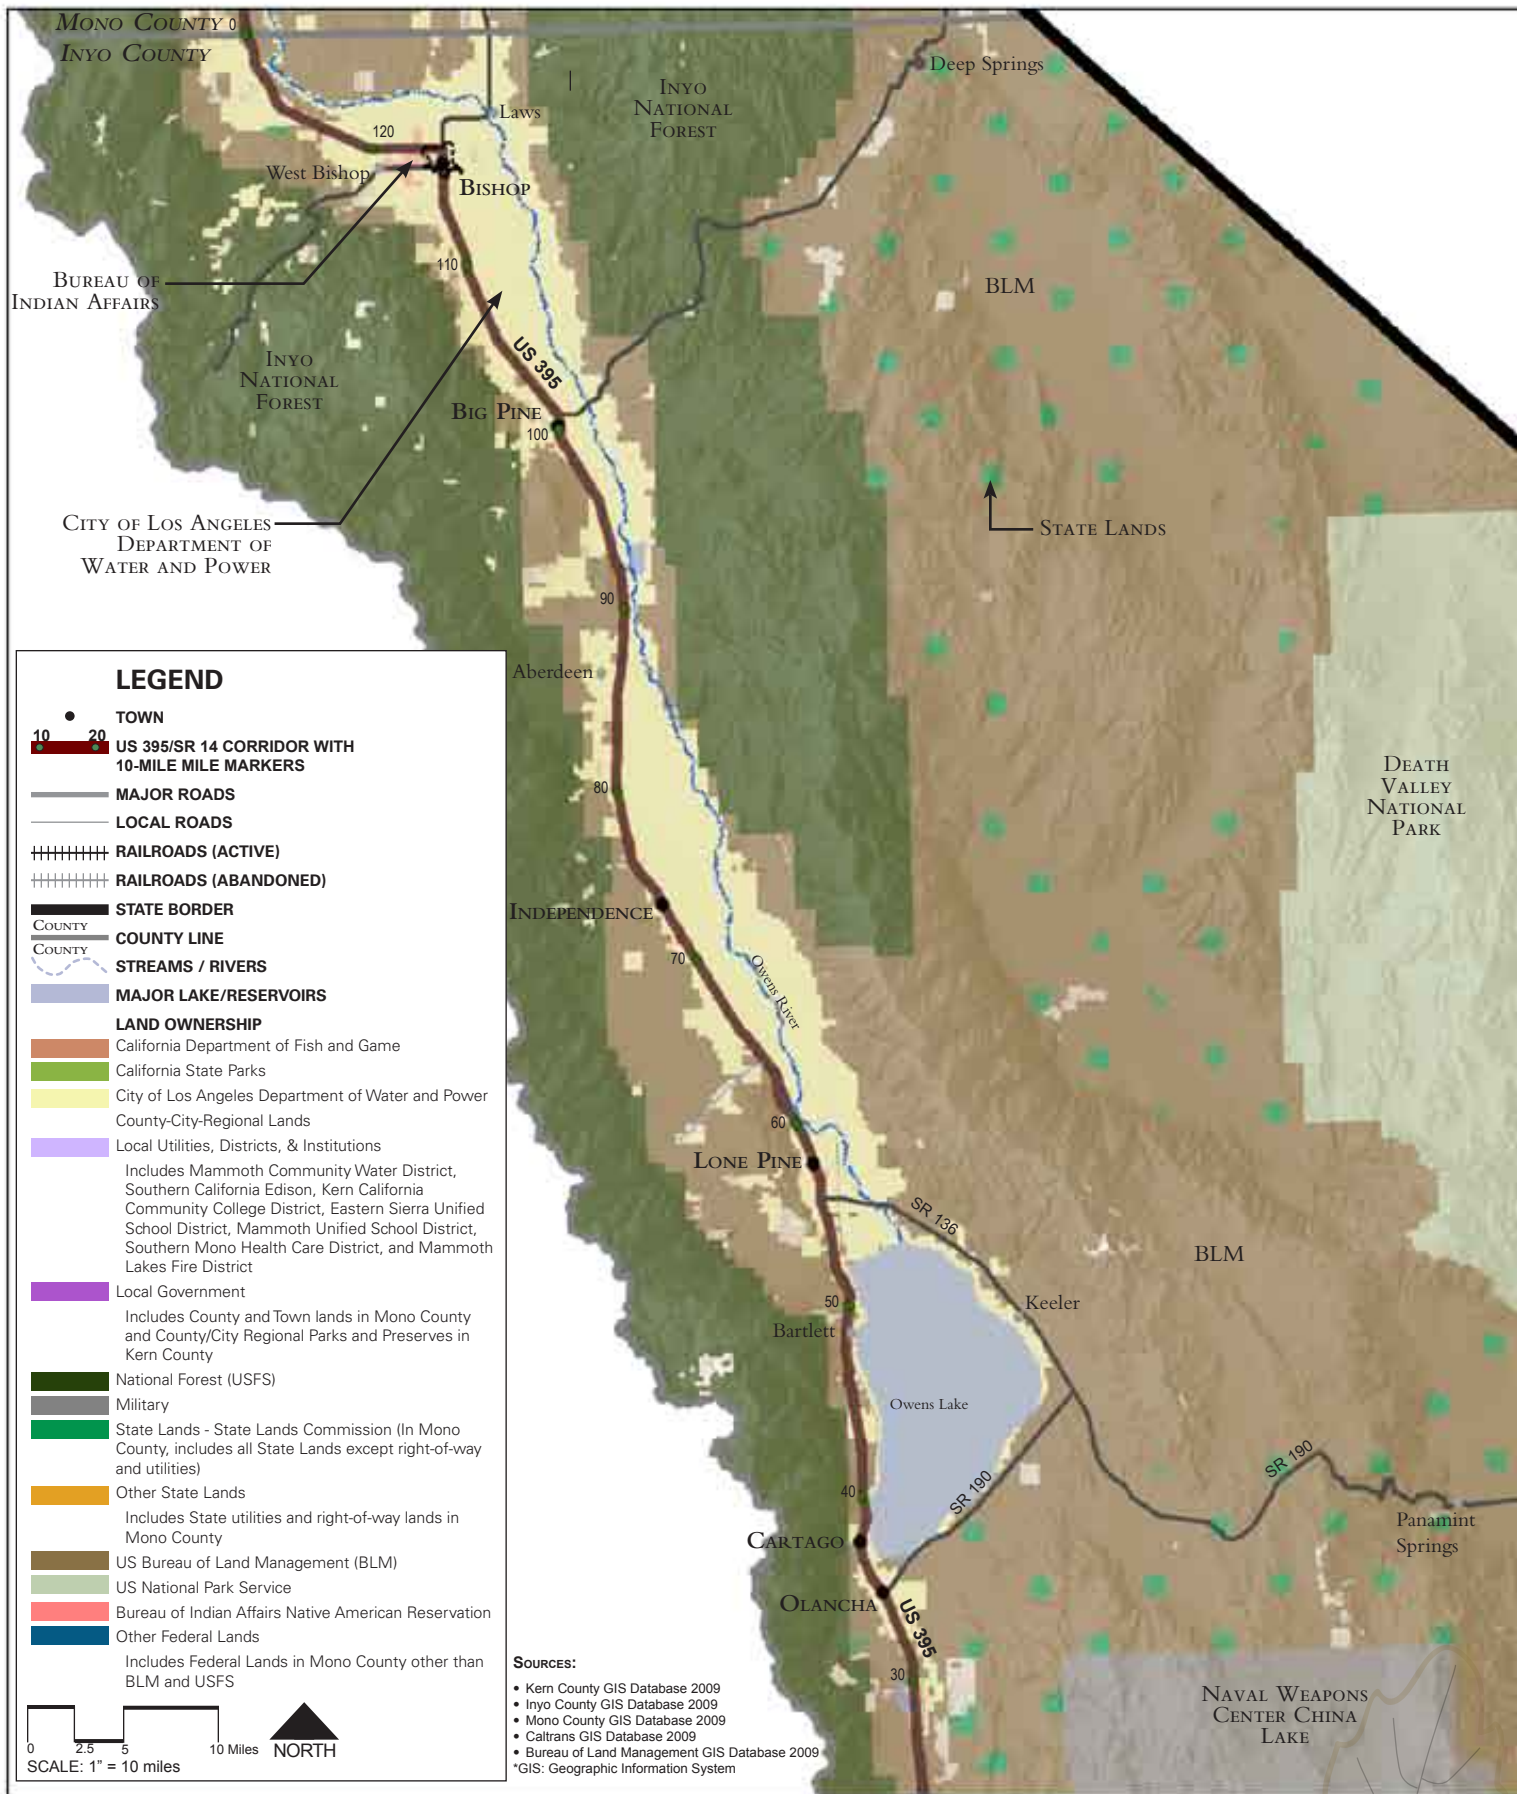 MONO COUNTY 0
INYO COUNTY
Deep Springs
INYO
NATIONAL
FOREST
Laws
120
West Bishop
BISHOP
110
BUREAU OF
INDIAN AFFAIRS
BLM
US 395
INYO
NATIONAL
FOREST
BIG PINE
100
CITY OF LOS ANGELES
DEPARTMENT OF
WATER AND POWER
STATE LANDS
90
Aberdeen
80
DEATH
VALLEY
NATIONAL
PARK
INDEPENDENCE
70
Owens River
60
LONE PINE
SR 136
BLM
50
Keeler
Bartlett
Owens Lake
SR 190
SR 190
40
CARTAGO
Panamint
Springs
OLANCHA
US 395
30
NAVAL WEAPONS
CENTER CHINA
LAKE
LEGEND
TOWN
10 20
US 395/SR 14 CORRIDOR WITH
10-MILE MILE MARKERS
MAJOR ROADS
LOCAL ROADS
RAILROADS (ACTIVE)
RAILROADS (ABANDONED)
STATE BORDER
COUNTY
COUNTY LINE
COUNTY
STREAMS / RIVERS
MAJOR LAKE/RESERVOIRS
LAND OWNERSHIP
California Department of Fish and Game
California State Parks
City of Los Angeles Department of Water and Power
County-City-Regional Lands
Local Utilities, Districts, & Institutions
Includes Mammoth Community Water District,
Southern California Edison, Kern California
Community College District, Eastern Sierra Unified
School District, Mammoth Unified School District,
Southern Mono Health Care District, and Mammoth
Lakes Fire District
Local Government
Includes County and Town lands in Mono County
and County/City Regional Parks and Preserves in
Kern County
National Forest (USFS)
Military
State Lands - State Lands Commission (In Mono
County, includes all State Lands except right-of-way
and utilities)
Other State Lands
Includes State utilities and right-of-way lands in
Mono County
US Bureau of Land Management (BLM)
US National Park Service
Bureau of Indian Affairs Native American Reservation
Other Federal Lands
Includes Federal Lands in Mono County other than
BLM and USFS
0 2.5 5 10 Miles
SCALE: 1" = 10 miles
NORTH
SOURCES:
• Kern County GIS Database 2009
• Inyo County GIS Database 2009
• Mono County GIS Database 2009
• Caltrans GIS Database 2009
• Bureau of Land Management GIS Database 2009
*GIS: Geographic Information System